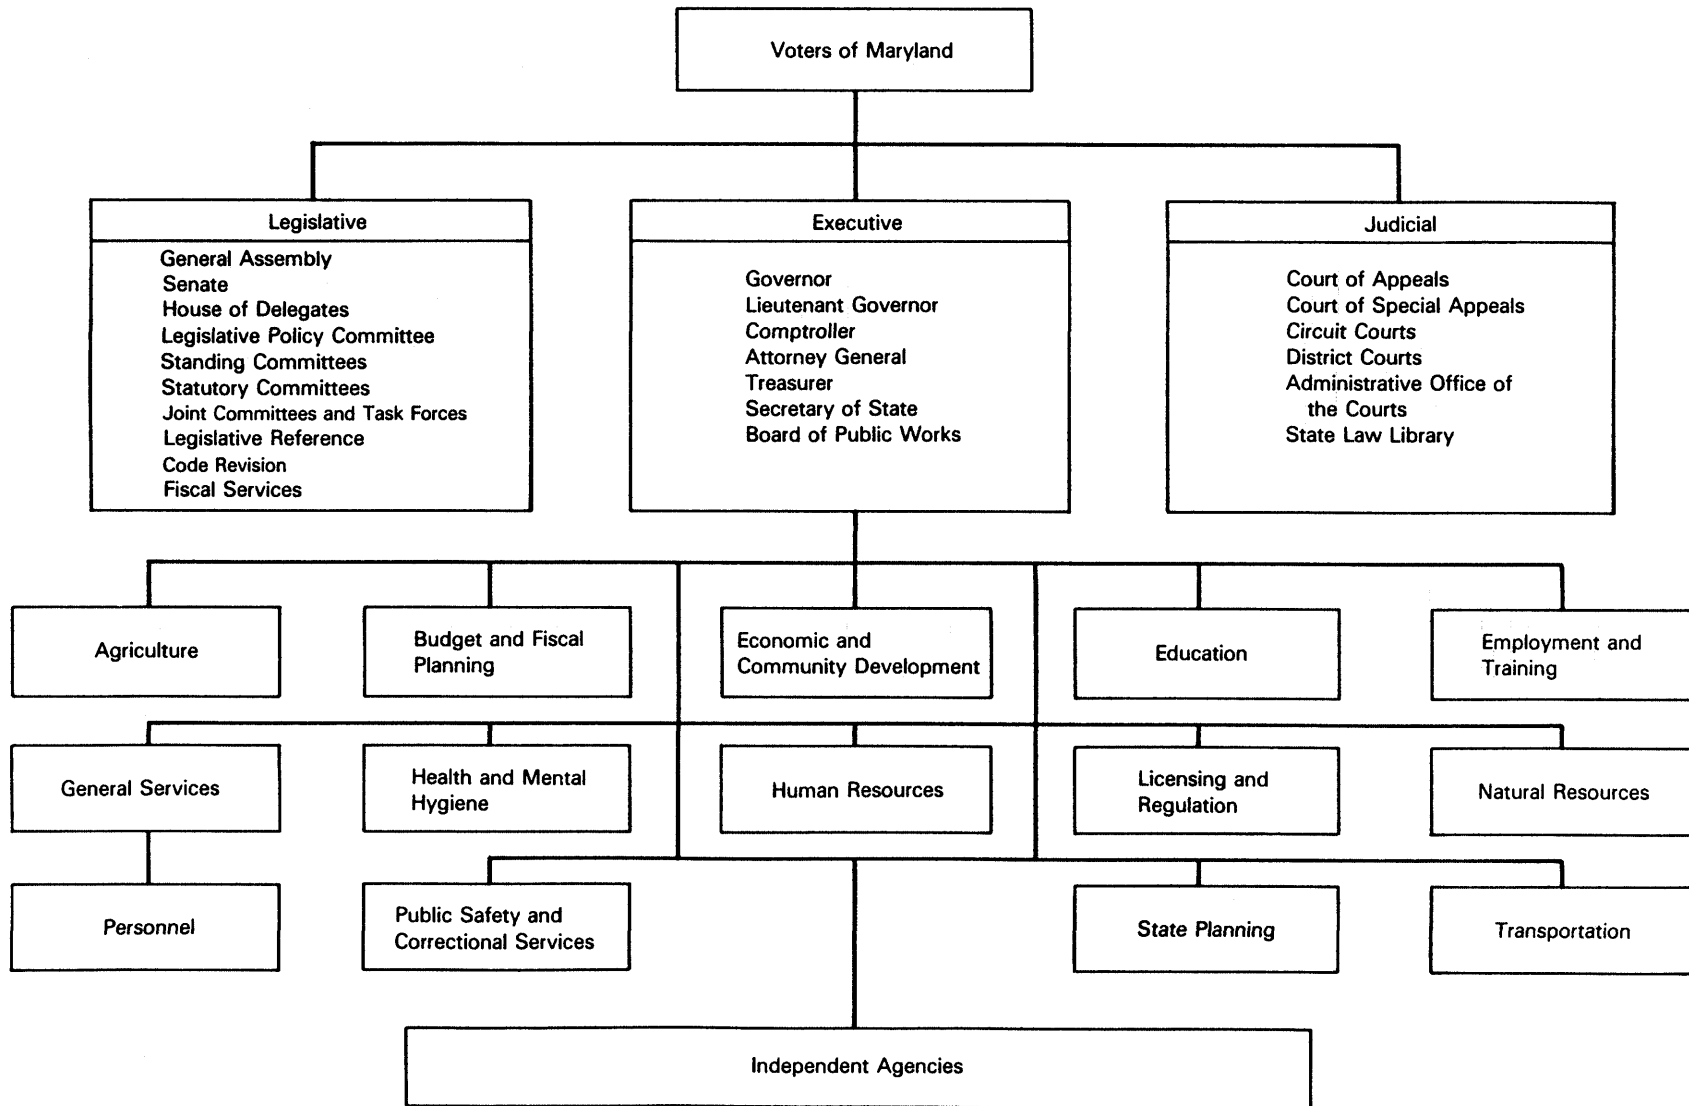 Voters of Maryland
Legislative
General Assembly
Senate
House of Delegates
Legislative Policy Committee
Standing Committees
Statutory Committees
Joint Committees and Task Forces
Legislative Reference
Code Revision
Fiscal Services
Executive
Governor
Lieutenant Governor
Comptroller
Attorney General
Treasurer
Secretary of State
Board of Public Works
Judicial
Court of Appeals
Court of Special Appeals
Circuit Courts
District Courts
Administrative Office of
the Courts
State Law Library
Agriculture
Budget and Fiscal
Planning
Economic and
Community Development
Education
Employment and
Training
General Services
Health and Mental
Hygiene
Human Resources
Licensing and
Regulation
Natural Resources
Personnel
Public Safety and
Correctional Services
State Planning
Transportation
Independent Agencies